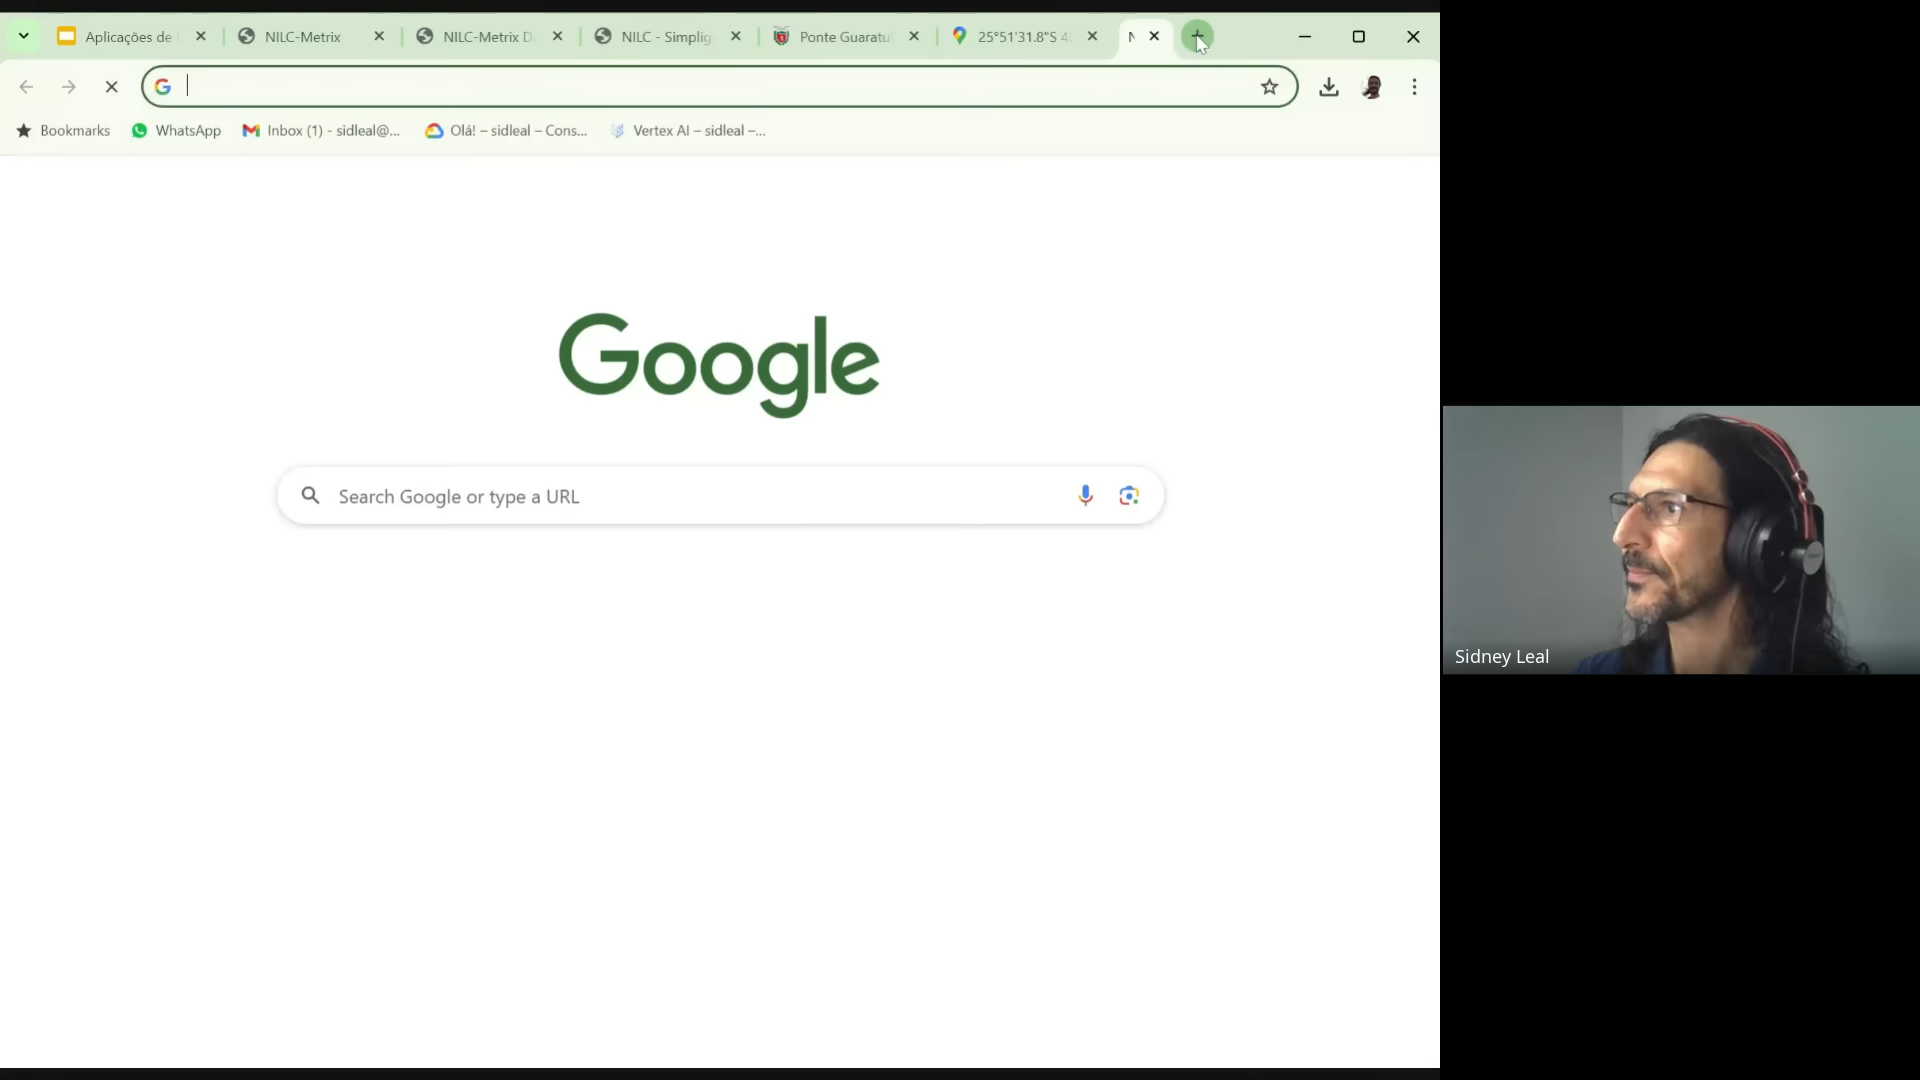 Aplicações de
NILC-Metrix
NILC-Metrix D
NILC - Simplig
Ponte Guaratu
25°51'31.8"S 4
N
Bookmarks
WhatsApp
Inbox (1) - sidleal@...
Olá! – sidleal – Cons...
Vertex AI – sidleal –...
Google
Search Google or type a URL
Sidney Leal